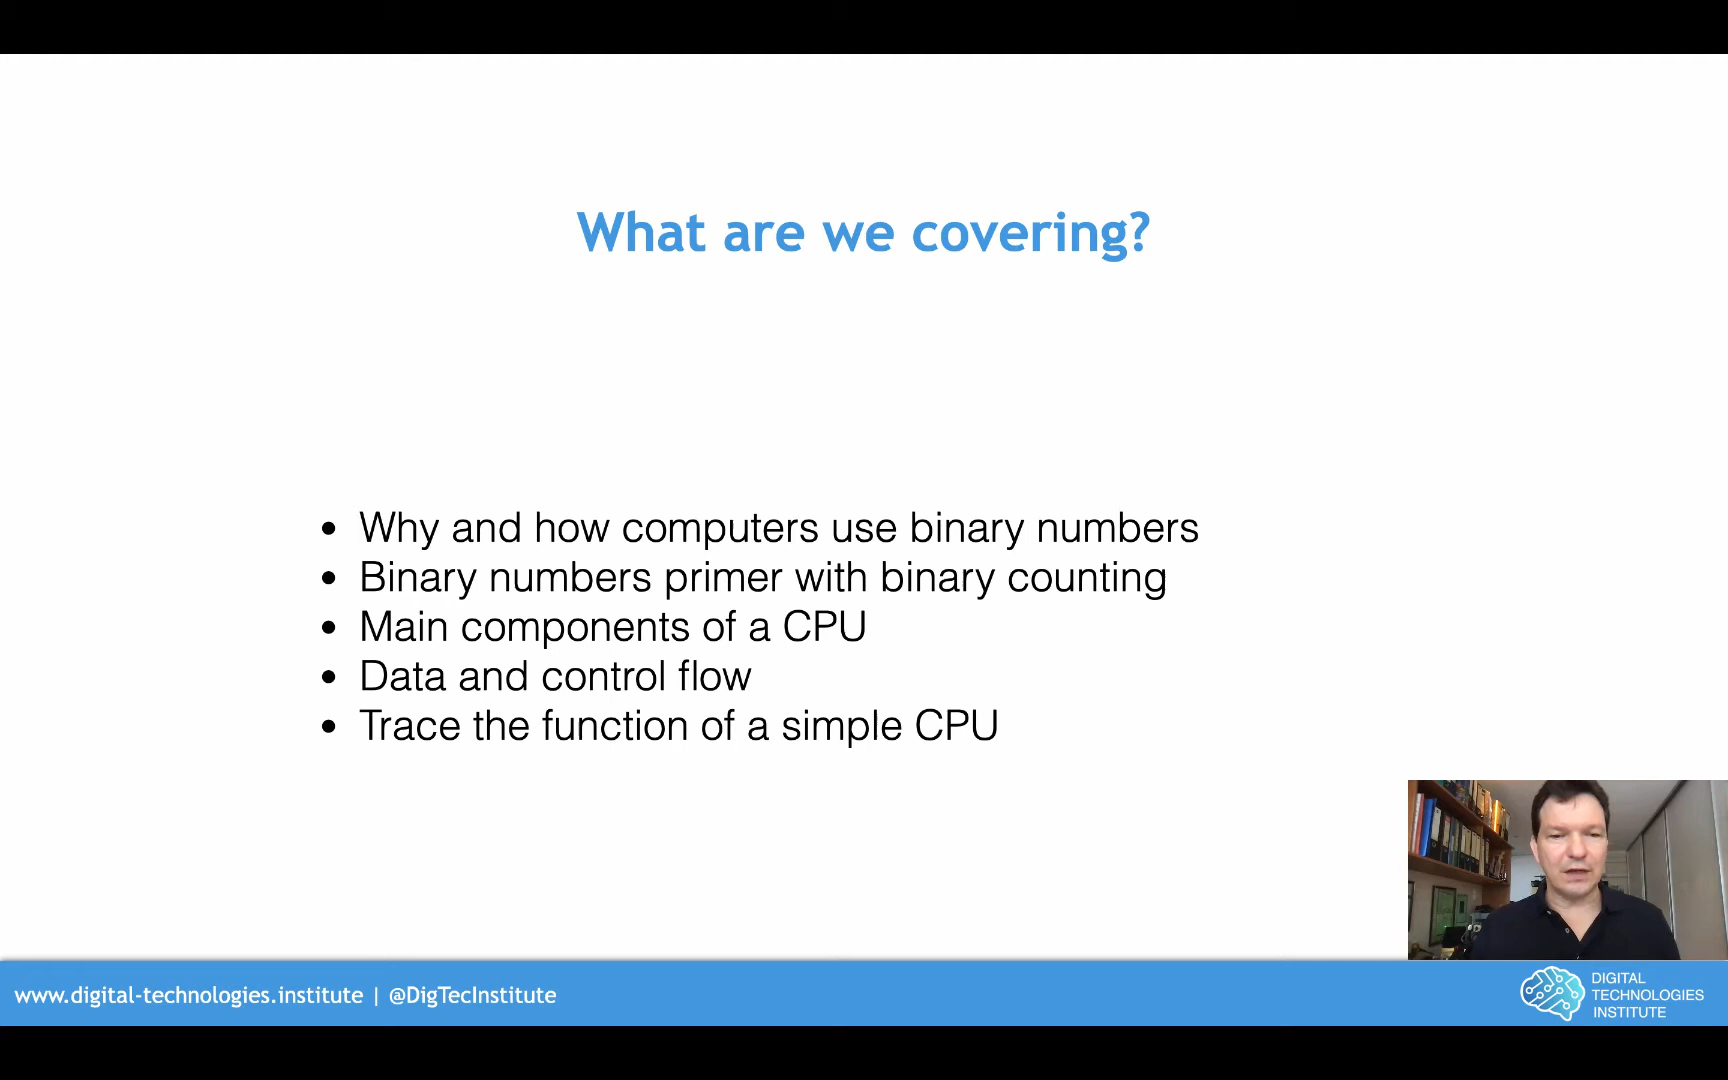 What are we covering?
• Why and how computers use binary numbers
• Binary numbers primer with binary counting
• Main components of a CPU
• Data and control flow
• Trace the function of a simple CPU
www.digital-technologies.institute | @DigTecInstitute
DIGITAL
TECHNOLOGIES
INSTITUTE